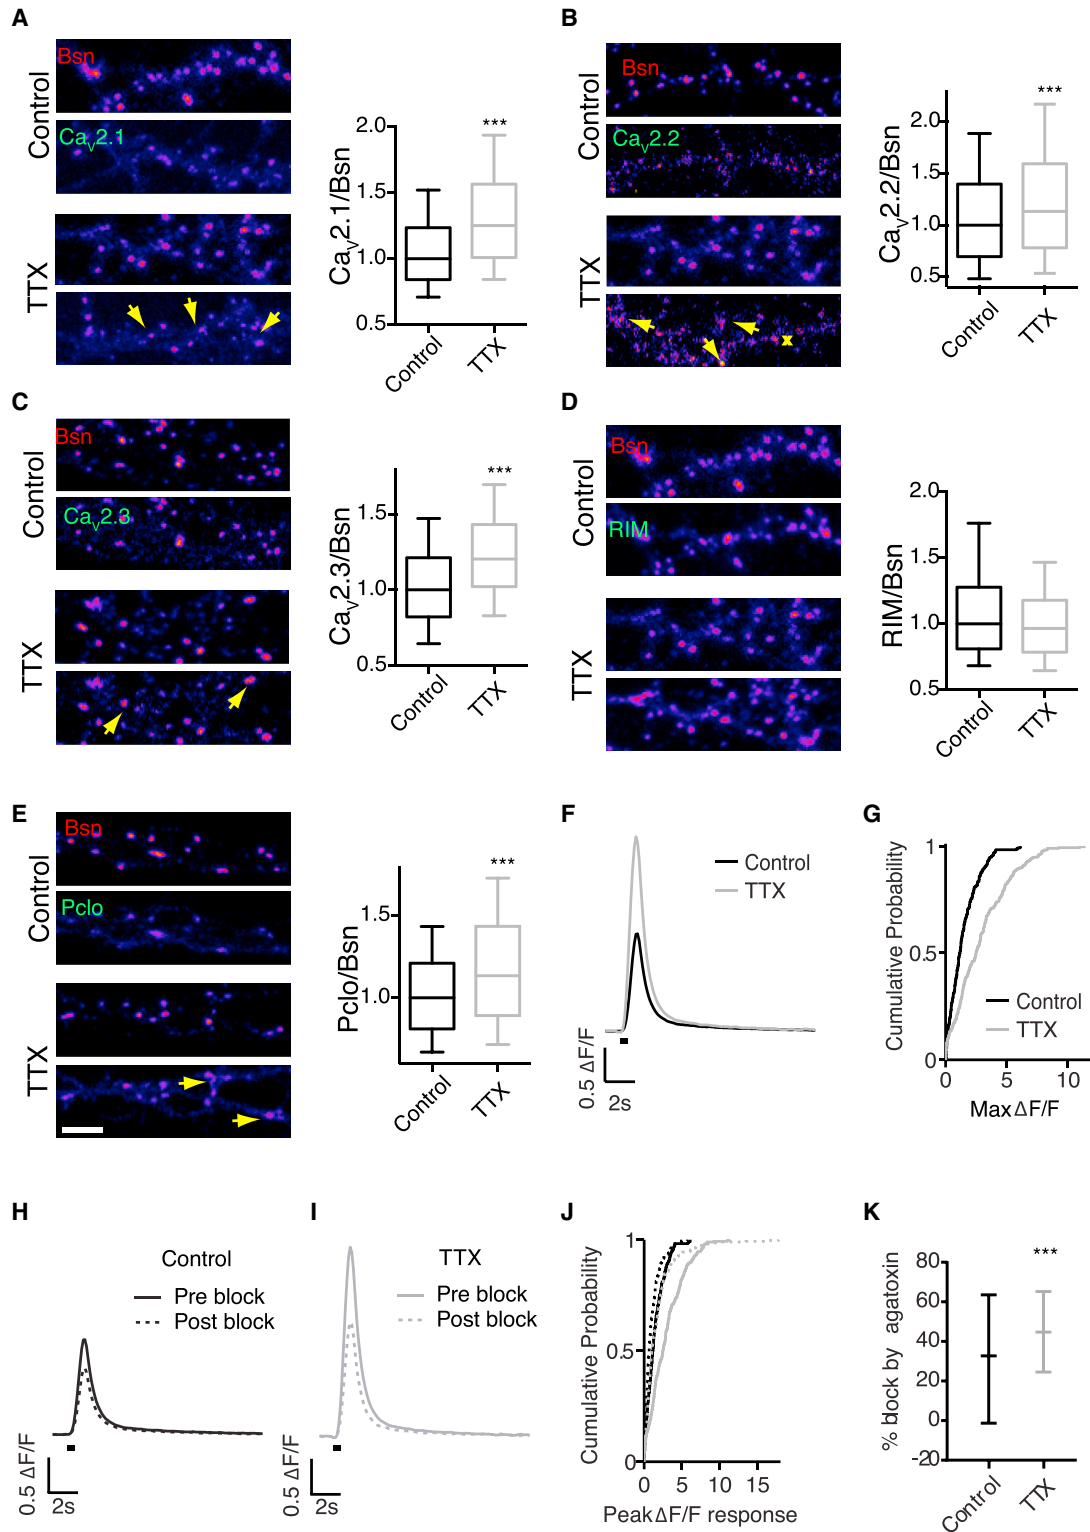 A
Bsn
Control
Ca_V2.1
TTX
Ca_V2.1/Bsn
2.0
1.5
1.0
0.5
***
Control
TTX
B
Bsn
Control
Ca_V2.2
TTX
x
Ca_V2.2/Bsn
2.0
1.5
1.0
0.5
***
Control
TTX
C
Bsn
Control
Ca_V2.3
TTX
Ca_V2.3/Bsn
1.5
1.0
0.5
***
Control
TTX
D
Bsn
Control
RIM
TTX
RIM/Bsn
2.0
1.5
1.0
0.5
Control
TTX
E
Bsn
Control
Pclo
TTX
Pclo/Bsn
1.5
1.0
***
Control
TTX
F
Control
TTX
0.5 ΔF/F
2s
G
Cumulative Probability
1
0.5
0
Control
TTX
0 5 10
Max ΔF/F
H
Control
Pre block
Post block
0.5 ΔF/F
2s
I
TTX
Pre block
Post block
0.5 ΔF/F
2s
J
Cumulative Probability
1
0.5
0
0 5 10 15
Peak ΔF/F response
K
% block by agatoxin
80
60
40
20
0
-20
***
Control
TTX